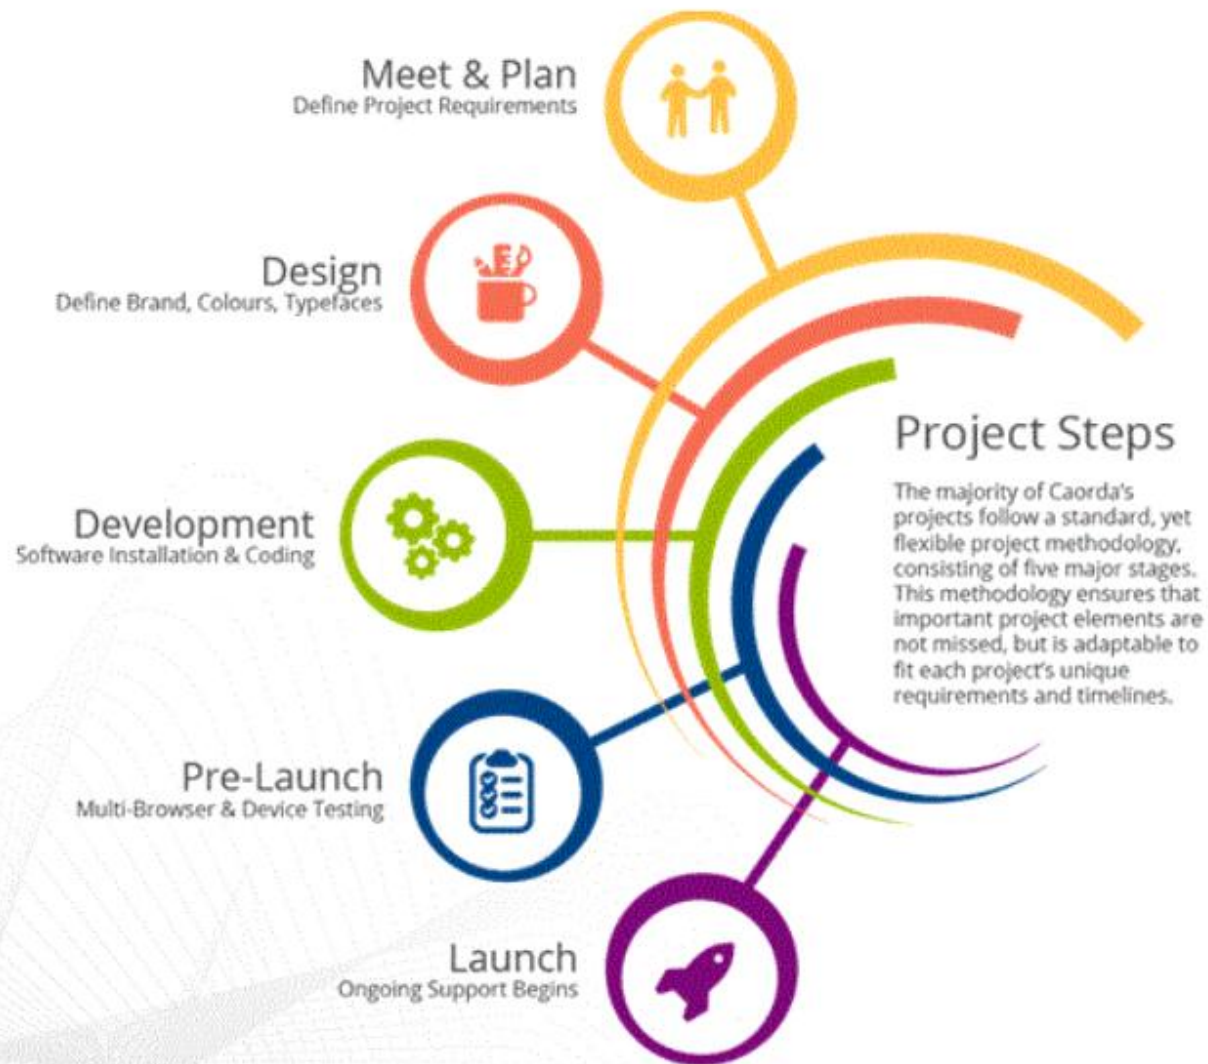 Meet & Plan
Define Project Requirements
Design
Define Brand, Colours, Typefaces
Development
Software Installation & Coding
Pre-Launch
Multi-Browser & Device Testing
Launch
Ongoing Support Begins
Project Steps
The majority of Caorda's
projects follow a standard, yet
flexible project methodology,
consisting of five major stages.
This methodology ensures that
important project elements are
not missed, but is adaptable to
fit each project's unique
requirements and timelines.